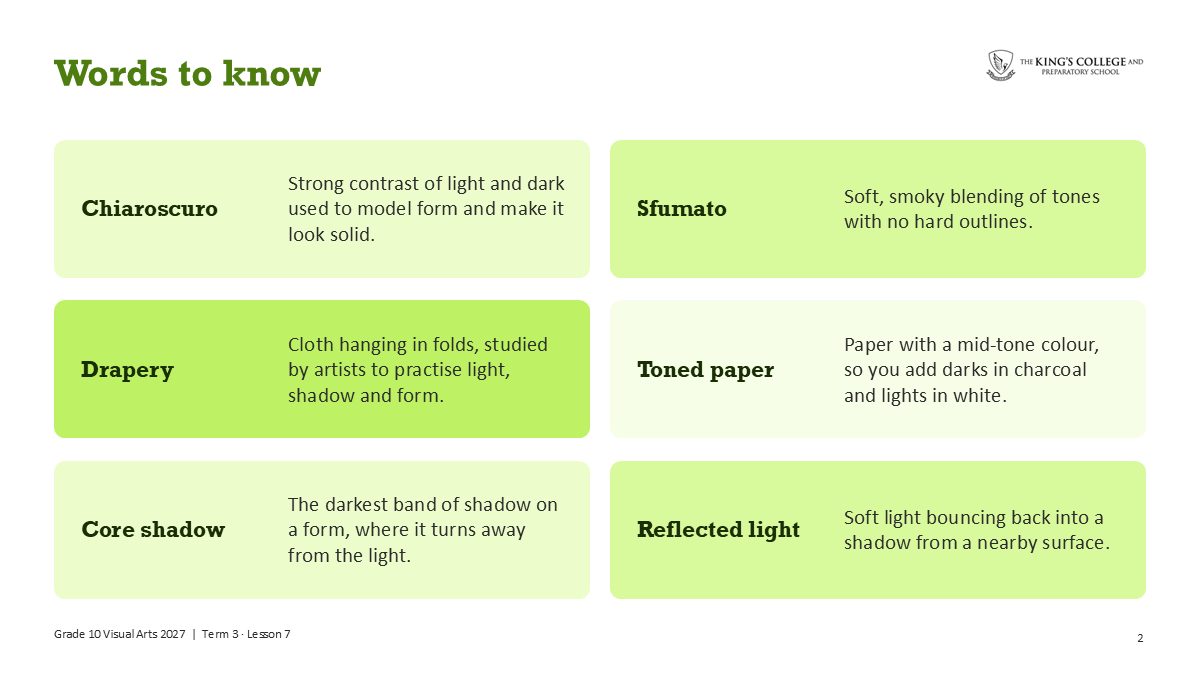 Words to know
THE KING'S COLLEGE AND
PREPARATORY SCHOOL
Chiaroscuro
Strong contrast of light and dark
used to model form and make it
look solid.
Sfumato
Soft, smoky blending of tones
with no hard outlines.
Drapery
Cloth hanging in folds, studied
by artists to practise light,
shadow and form.
Toned paper
Paper with a mid-tone colour,
so you add darks in charcoal
and lights in white.
Core shadow
The darkest band of shadow on
a form, where it turns away
from the light.
Reflected light
Soft light bouncing back into a
shadow from a nearby surface.
Grade 10 Visual Arts 2027 | Term 3 · Lesson 7
2